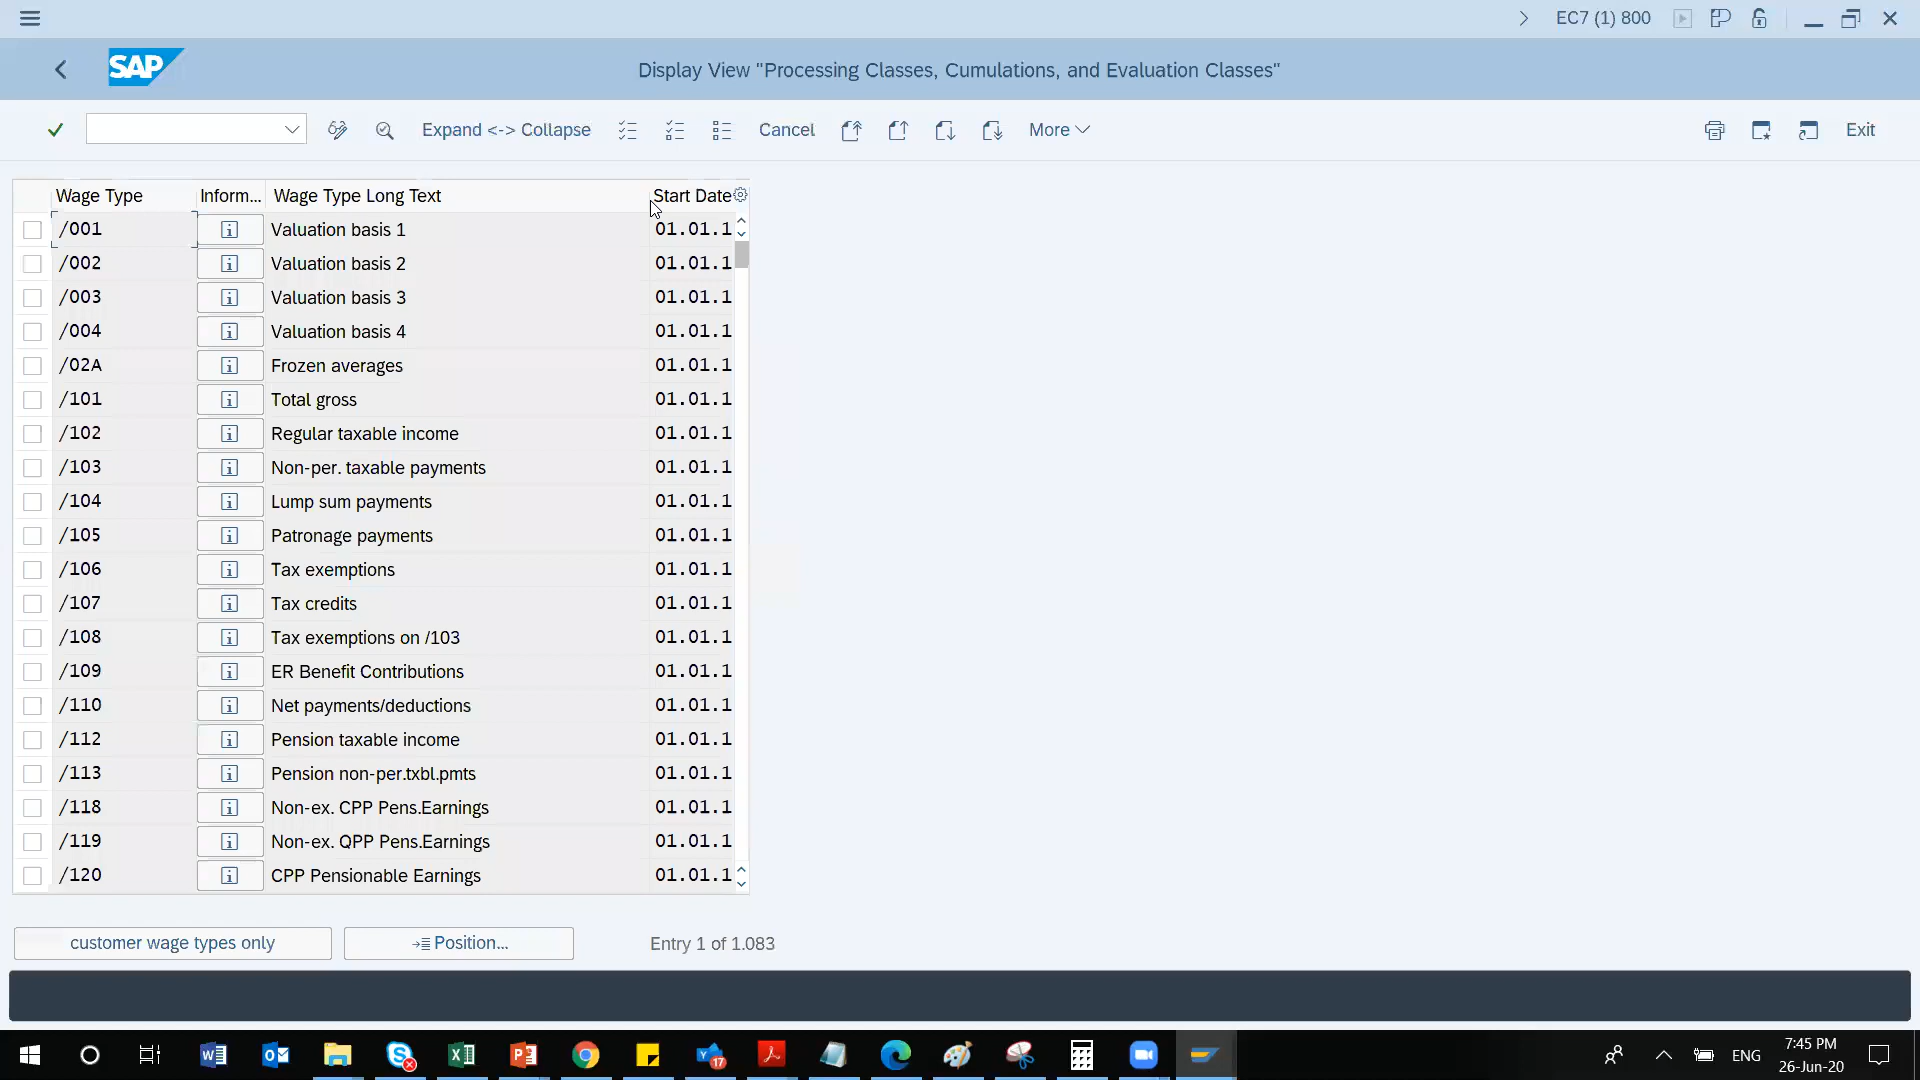 EC7 (1) 800
SAP
Display View "Processing Classes, Cumulations, and Evaluation Classes"
Expand <-> Collapse
Cancel
More
Exit
Wage Type Inform... Wage Type Long Text Start Date
/001 Valuation basis 1 01.01.1
/002 Valuation basis 2 01.01.1
/003 Valuation basis 3 01.01.1
/004 Valuation basis 4 01.01.1
/02A Frozen averages 01.01.1
/101 Total gross 01.01.1
/102 Regular taxable income 01.01.1
/103 Non-per. taxable payments 01.01.1
/104 Lump sum payments 01.01.1
/105 Patronage payments 01.01.1
/106 Tax exemptions 01.01.1
/107 Tax credits 01.01.1
/108 Tax exemptions on /103 01.01.1
/109 ER Benefit Contributions 01.01.1
/110 Net payments/deductions 01.01.1
/112 Pension taxable income 01.01.1
/113 Pension non-per.txbl.pmts 01.01.1
/118 Non-ex. CPP Pens.Earnings 01.01.1
/119 Non-ex. QPP Pens.Earnings 01.01.1
/120 CPP Pensionable Earnings 01.01.1
customer wage types only
Position...
Entry 1 of 1.083
17
ENG
7:45 PM
26-Jun-20